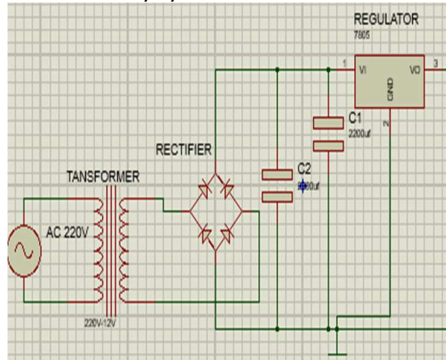 REGULATOR
7805
1
VI
VO
3
GND
2
C1
2200uf
RECTIFIER
C2
TANSFORMER
AC 220V
220V-12V